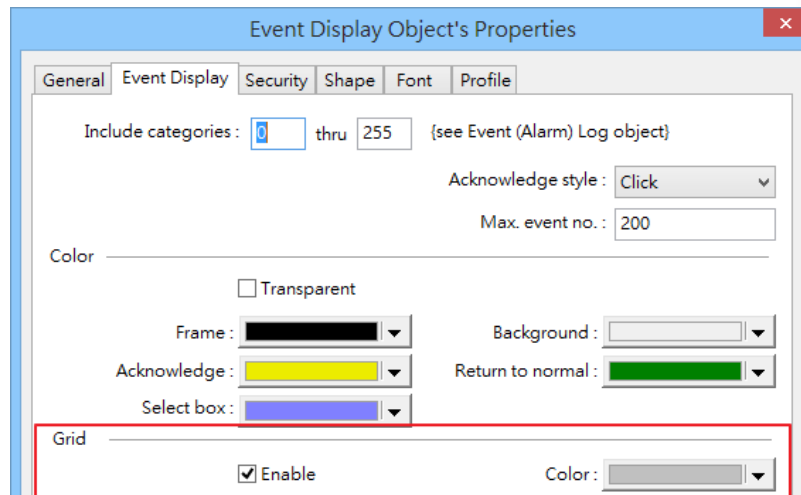 Event Display Object's Properties
×
General Event Display Security Shape Font Profile
Include categories : 0 thru 255 {see Event (Alarm) Log object}
Acknowledge style : Click
Max. event no. : 200
Color
Transparent
Frame : Background :
Acknowledge : Return to normal :
Select box :
Grid
Enable Color :